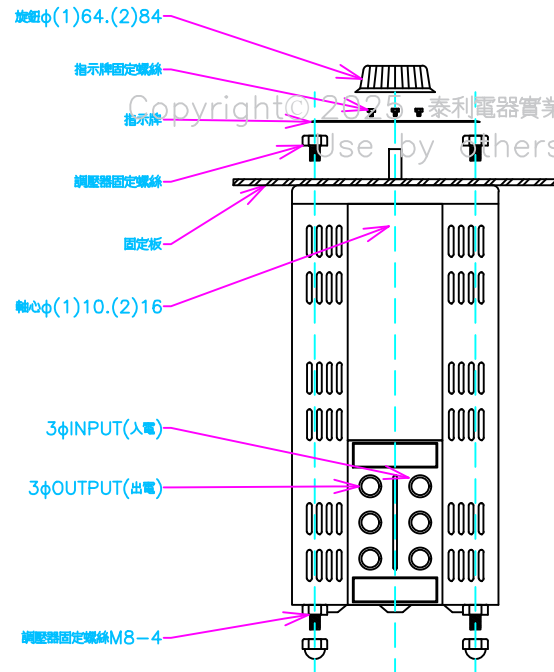 旋鈕ϕ(1)64.(2)84
指示牌固定螺絲
Copyright© 2025 泰利電器實業
指示牌
Use by others
調壓器固定螺絲
固定板
軸心ϕ(1)10.(2)16
3ϕINPUT(入電)
3ϕOUTPUT(出電)
調壓器固定螺絲M8-4